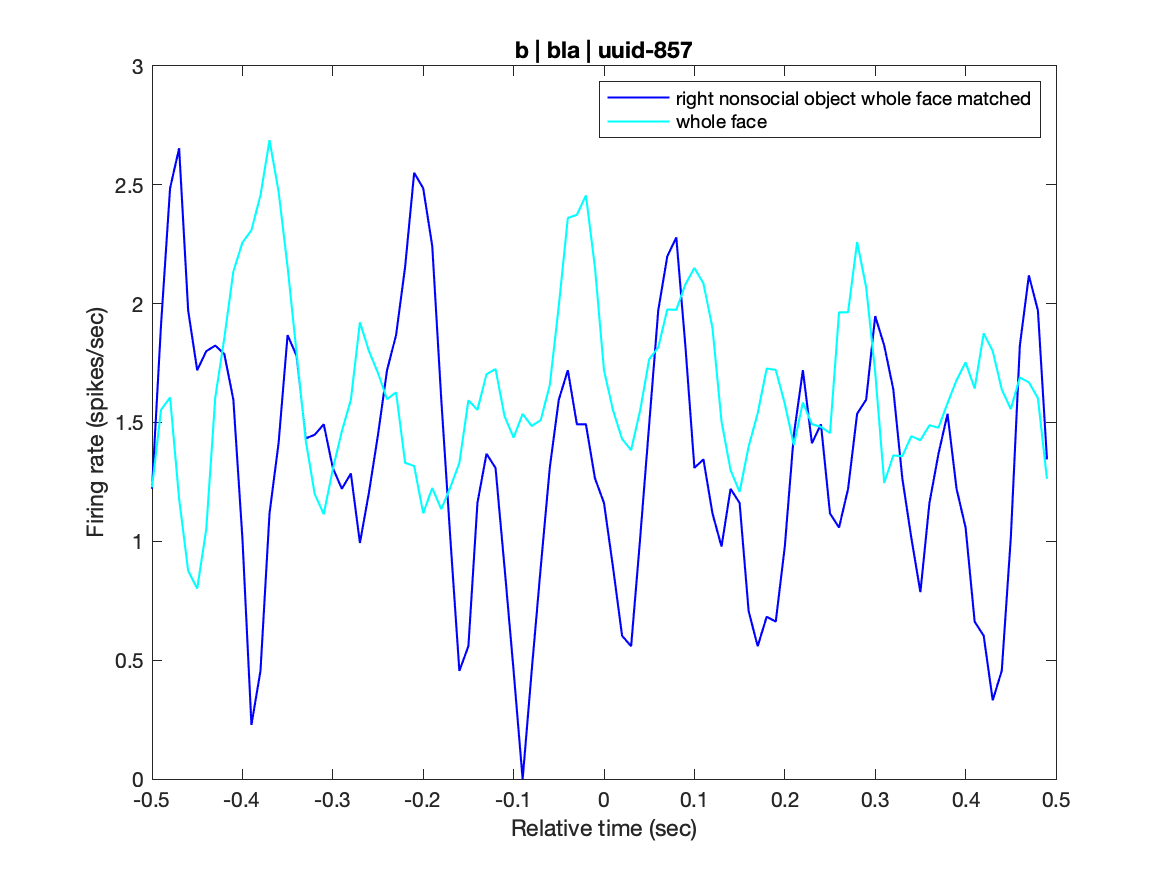 b | bla | uuid-857
right nonsocial object whole face matched
whole face
3
2.5
2
1.5
1
0.5
0
Firing rate (spikes/sec)
-0.5 -0.4 -0.3 -0.2 -0.1 0 0.1 0.2 0.3 0.4 0.5
Relative time (sec)